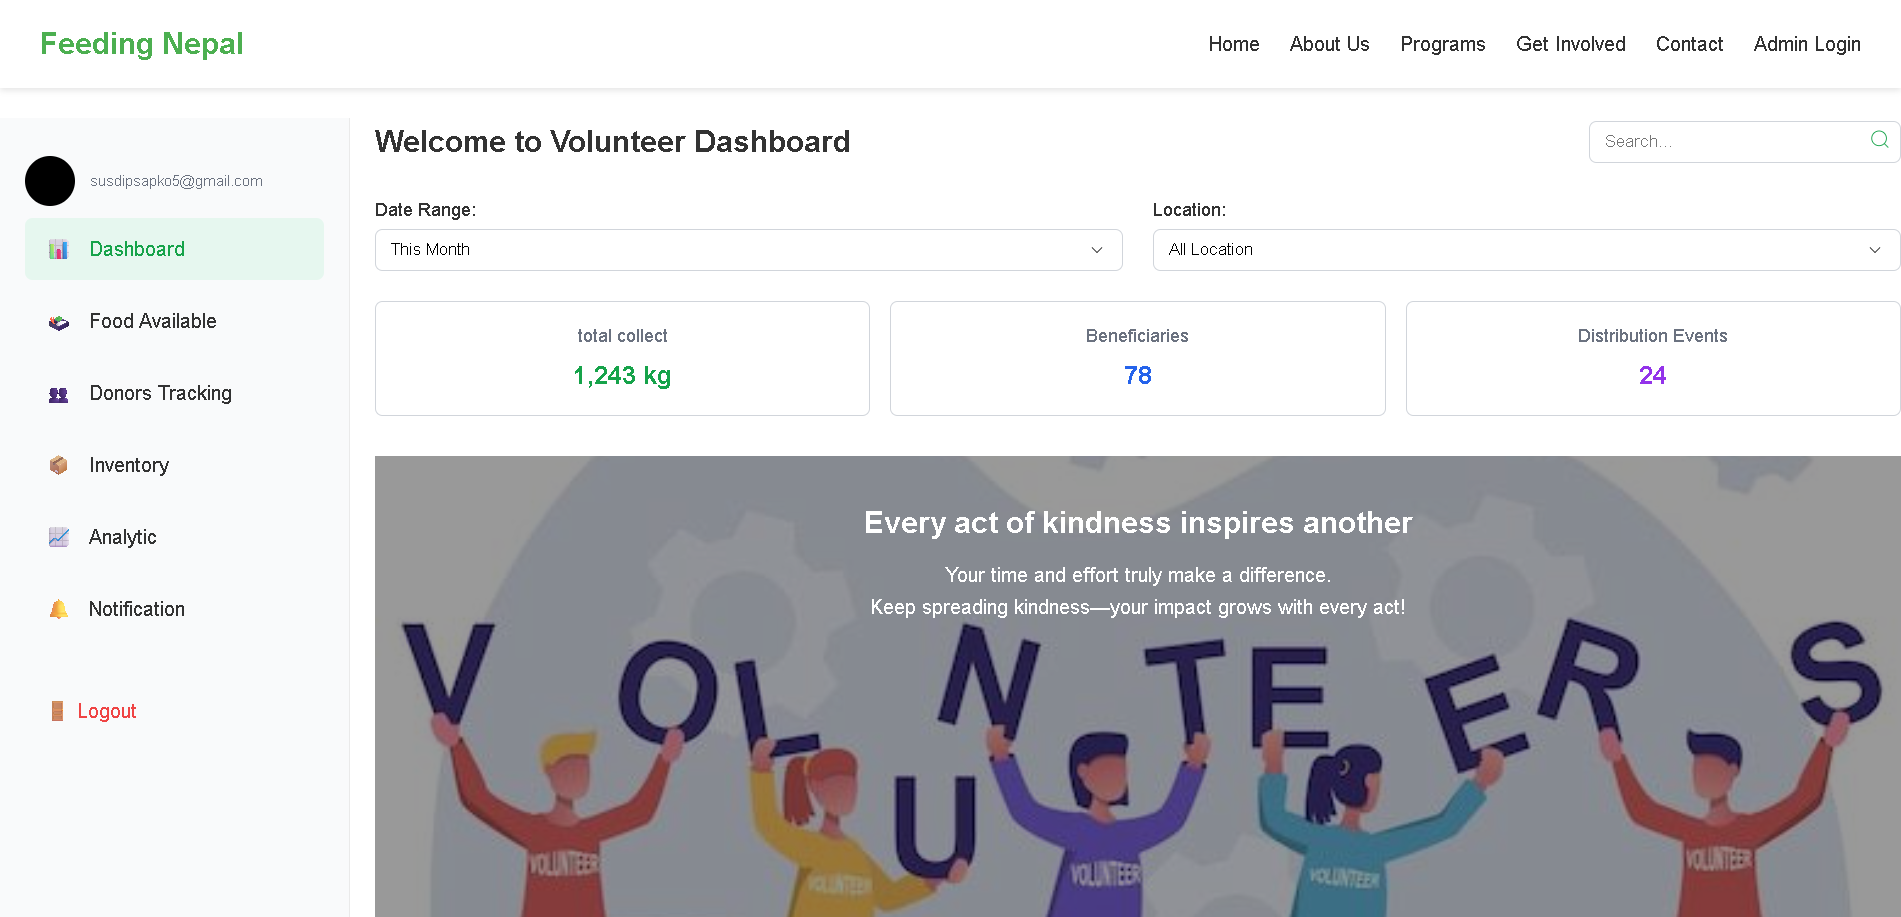 Feeding Nepal
Home About Us Programs Get Involved Contact Admin Login
susdipsapko5@gmail.com
Dashboard
Food Available
Donors Tracking
Inventory
Analytic
Notification
Logout
Welcome to Volunteer Dashboard
Search...
Date Range:
This Month
Location:
All Location
total collect
1,243 kg
Beneficiaries
78
Distribution Events
24
Every act of kindness inspires another
Your time and effort truly make a difference.
Keep spreading kindness—your impact grows with every act!
VOLUNTEERS
VOLUNTEER
VOLUNTEER
VOLUNTEER
VOLUNTEER
VOLUNTEER